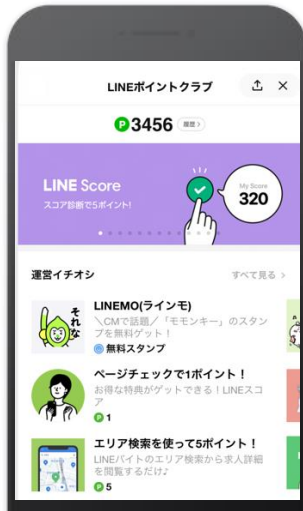 LINEポイントクラブ
P 3456 履歴 >
LINE Score
スコア診断で5ポイント!
My Score
320
運営イチオシ
すべて見る >
それな
LINEMO(ラインモ)
＼CMで話題／「モモンキー」のスタン
プを無料ゲット！
無料スタンプ
ページチェックで1ポイント！
お得な特典がゲットできる！LINEスコ
ア
P 1
エリア検索を使って5ポイント！
LINEバイトのエリア検索から求人詳細
を閲覧するだけ♪
P 5